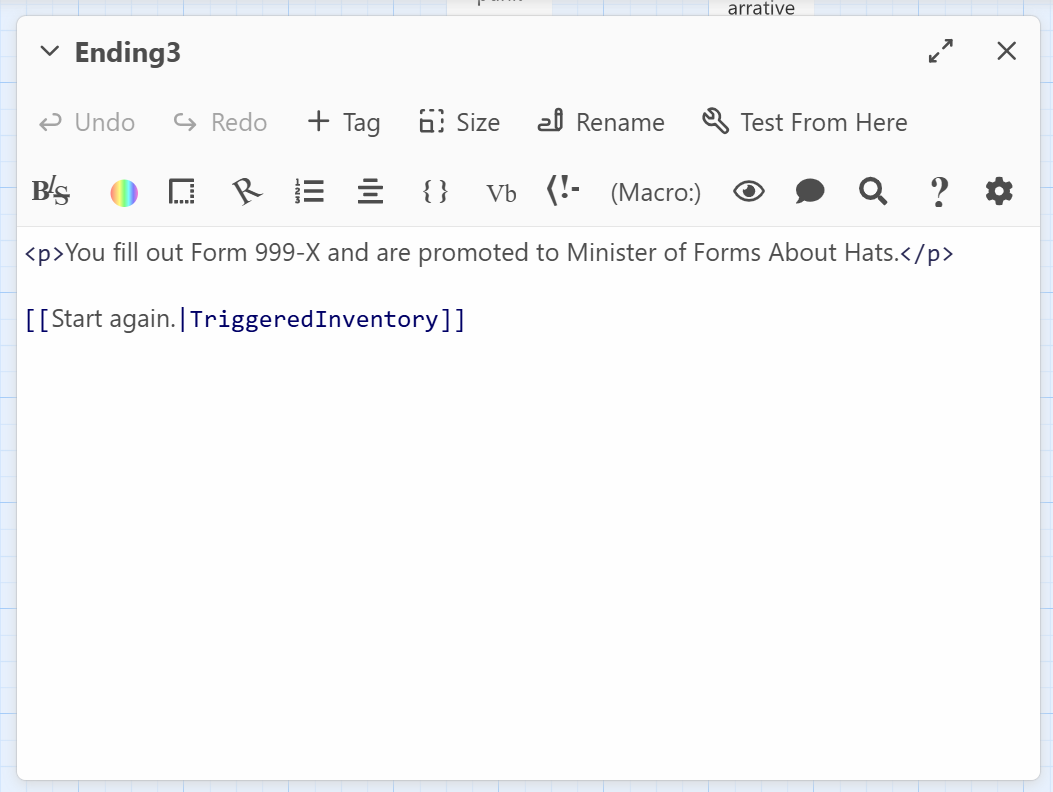 arrative
Ending3
Undo Redo + Tag Size Rename Test From Here
B/S Vb (Macro:) ?
<p>You fill out Form 999-X and are promoted to Minister of Forms About Hats.</p>
[[Start again.|TriggeredInventory]]